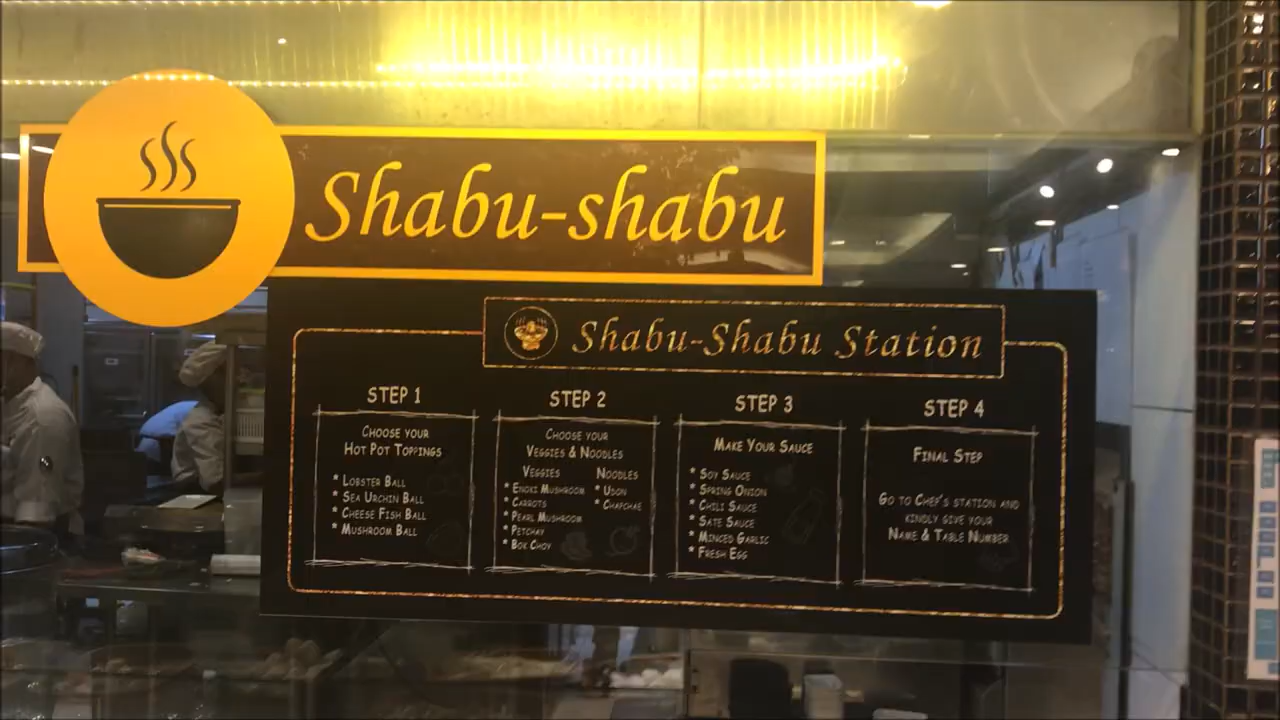 Shabu-shabu
Shabu-Shabu Station
STEP 1
CHOOSE YOUR
HOT POT TOPPINGS
* LOBSTER BALL
* SEA URCHIN BALL
* CHEESE FISH BALL
* MUSHROOM BALL
STEP 2
CHOOSE YOUR
VEGGIES & NOODLES
VEGGIES
* ENOKI MUSHROOM
* CARROTS
* PEARL MUSHROOM
* PETCHAY
* BOK CHOY
NOODLES
* UDON
* CHAPCHAE
STEP 3
MAKE YOUR SAUCE
* SOY SAUCE
* SPRING ONION
* CHILI SAUCE
* SATE SAUCE
* MINCED GARLIC
* FRESH EGG
STEP 4
FINAL STEP
GO TO CHEF'S STATION AND
KINDLY GIVE YOUR
NAME & TABLE NUMBER